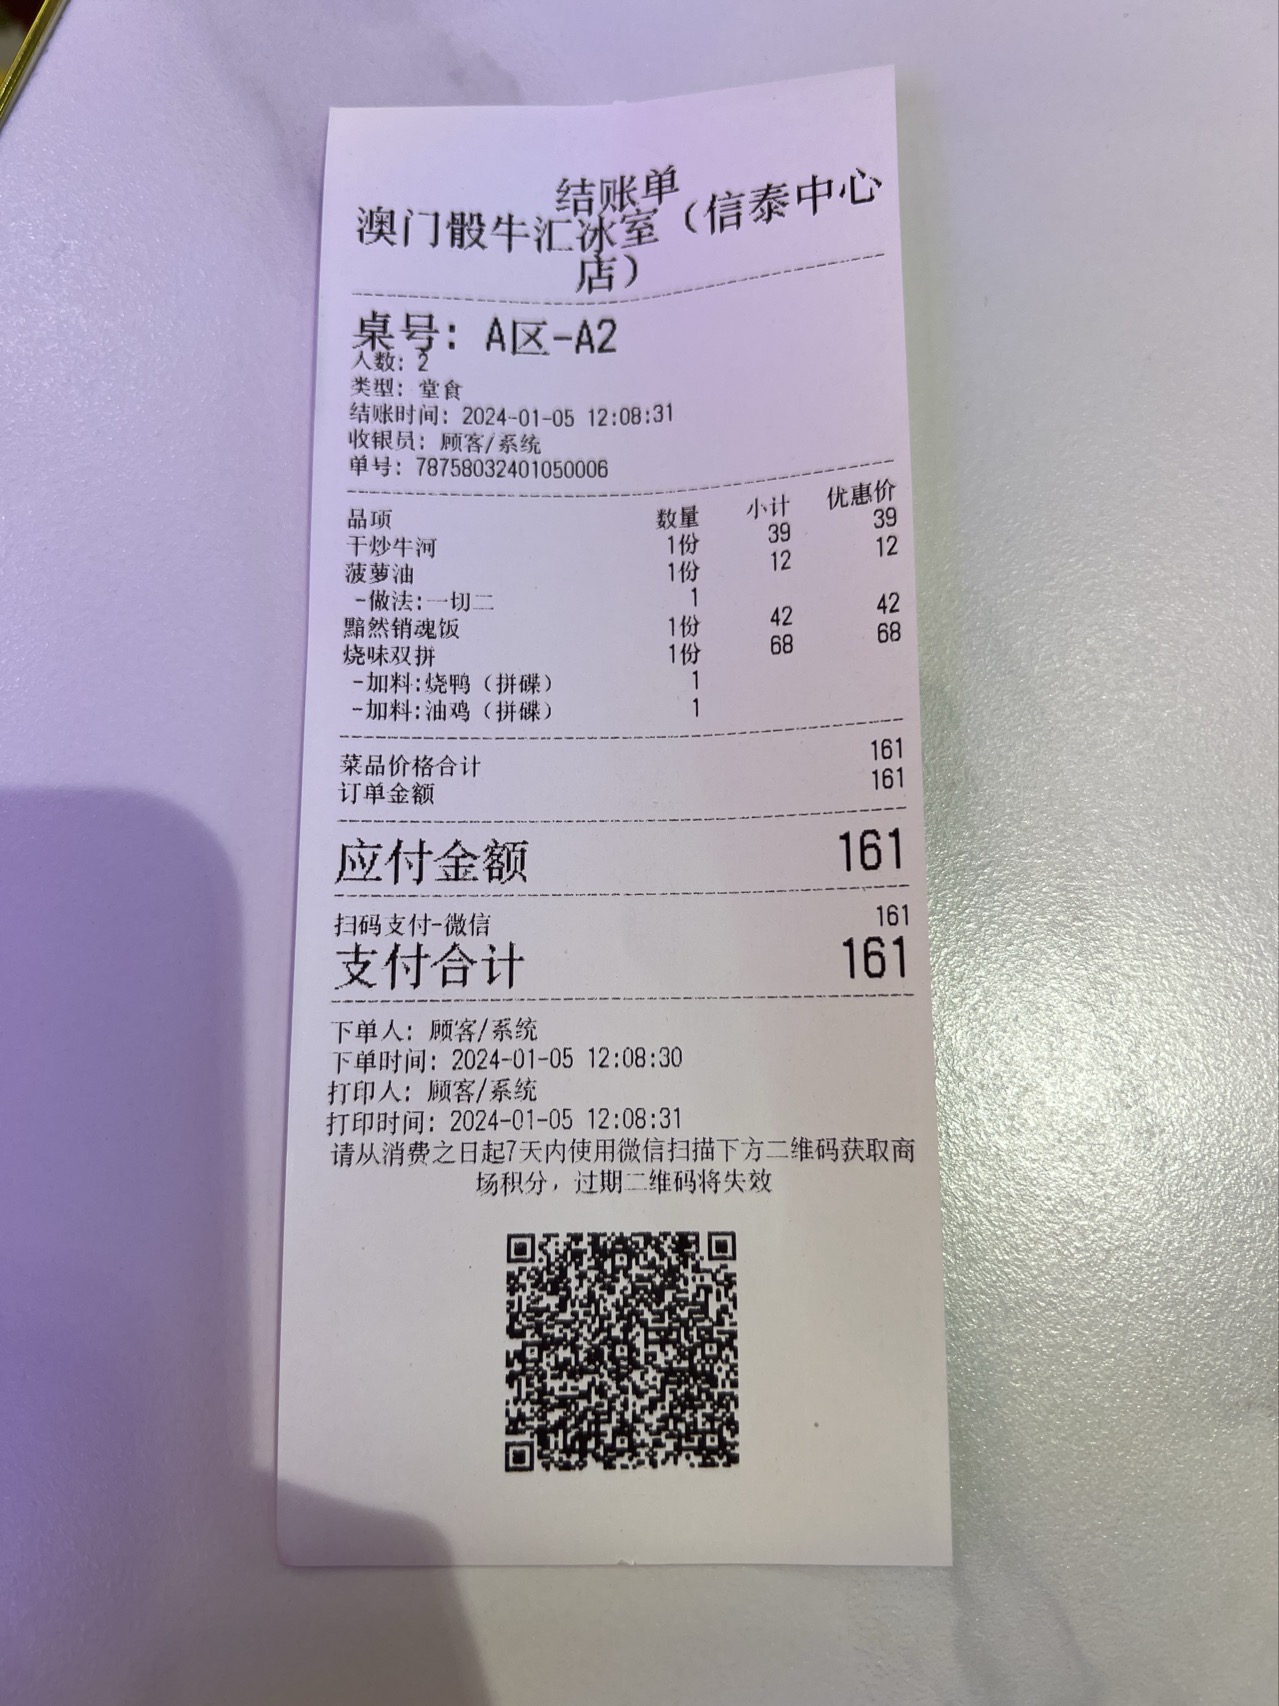 结账单
澳门骰牛汇冰室（信泰中心
店）
桌号：A区-A2
人数：2
类型：堂食
结账时间：2024-01-05 12:08:31
收银员：顾客/系统
单号：78758032401050006
品项 数量 小计 优惠价
干炒牛河 1份 39 39
菠萝油 1份 12 12
-做法:一切二 1
黯然销魂饭 1份 42 42
烧味双拼 1份 68 68
-加料:烧鸭（拼碟） 1
-加料:油鸡（拼碟） 1
菜品价格合计 161
订单金额 161
应付金额 161
扫码支付-微信 161
支付合计 161
下单人：顾客/系统
下单时间：2024-01-05 12:08:30
打印人：顾客/系统
打印时间：2024-01-05 12:08:31
请从消费之日起7天内使用微信扫描下方二维码获取商
场积分，过期二维码将失效